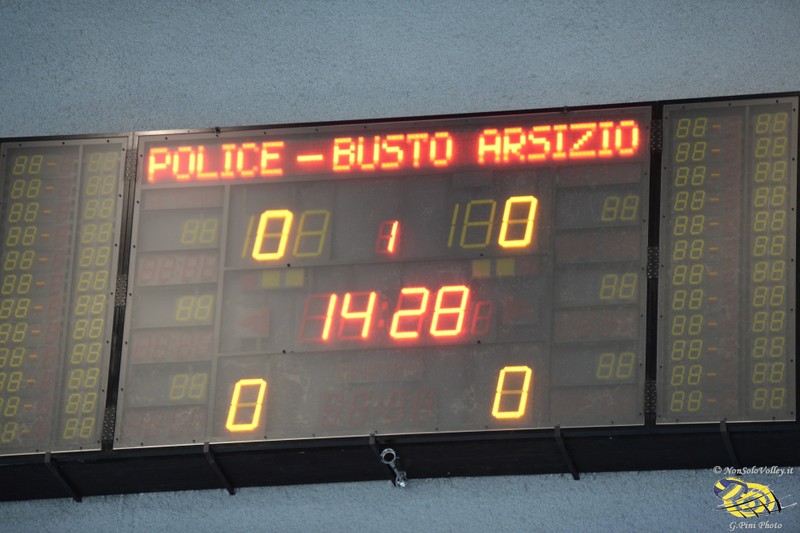 POLICE – BUSTO ARSIZIO
0 1 0
14 28
0 0
© NonSoloVolley.it
G.Pini Photo